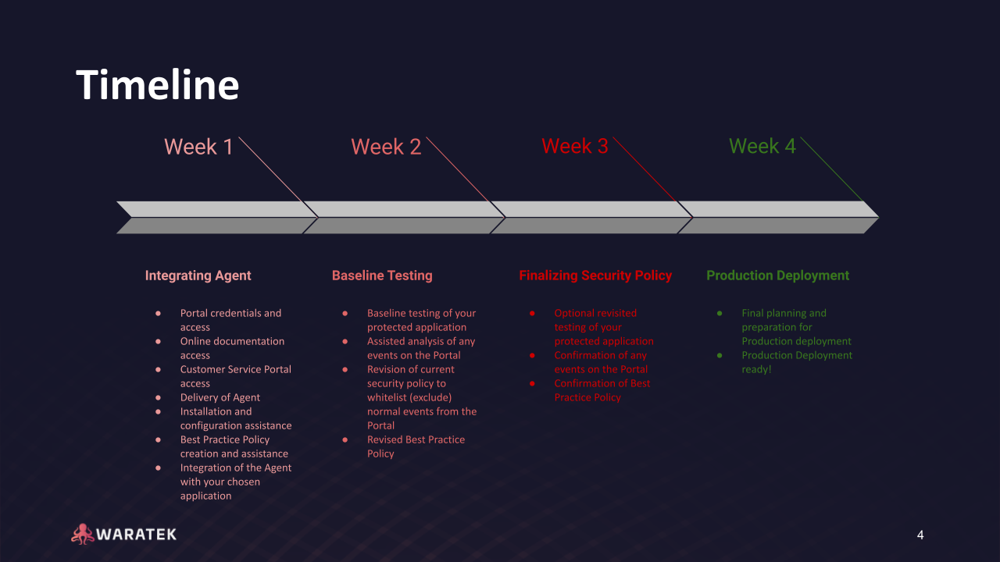 Timeline
Week 1
Week 2
Week 3
Week 4
Integrating Agent
● Portal credentials and
access
● Online documentation
access
● Customer Service Portal
access
● Delivery of Agent
● Installation and
configuration assistance
● Best Practice Policy
creation and assistance
● Integration of the Agent
with your chosen
application
Baseline Testing
● Baseline testing of your
protected application
● Assisted analysis of any
events on the Portal
● Revision of current
security policy to
whitelist (exclude)
normal events from the
Portal
● Revised Best Practice
Policy
Finalizing Security Policy
● Optional revisited
testing of your
protected application
● Confirmation of any
events on the Portal
● Confirmation of Best
Practice Policy
Production Deployment
● Final planning and
preparation for
Production deployment
● Production Deployment
ready!
WARATEK
4